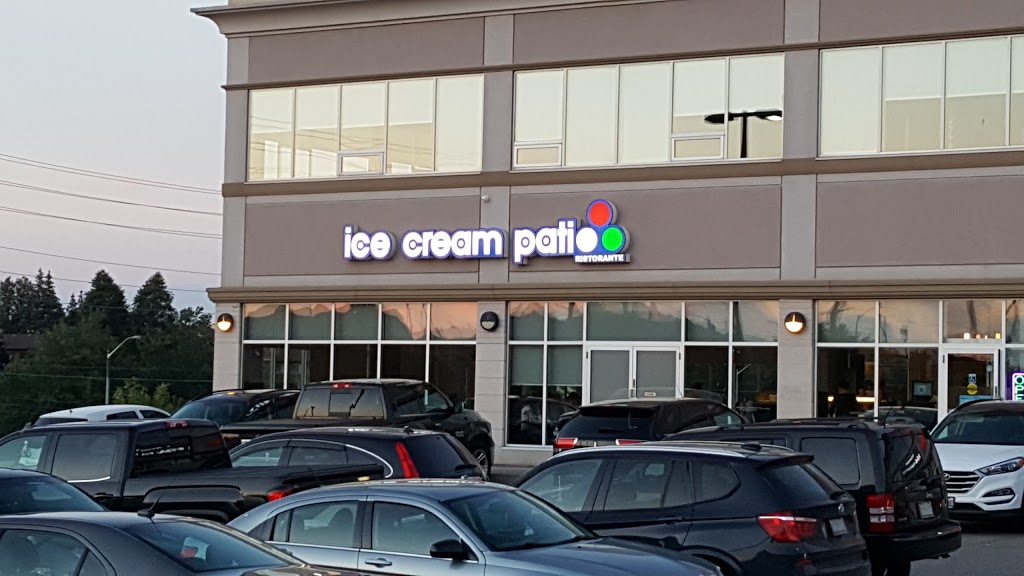 ice cream patio
RISTORANTE